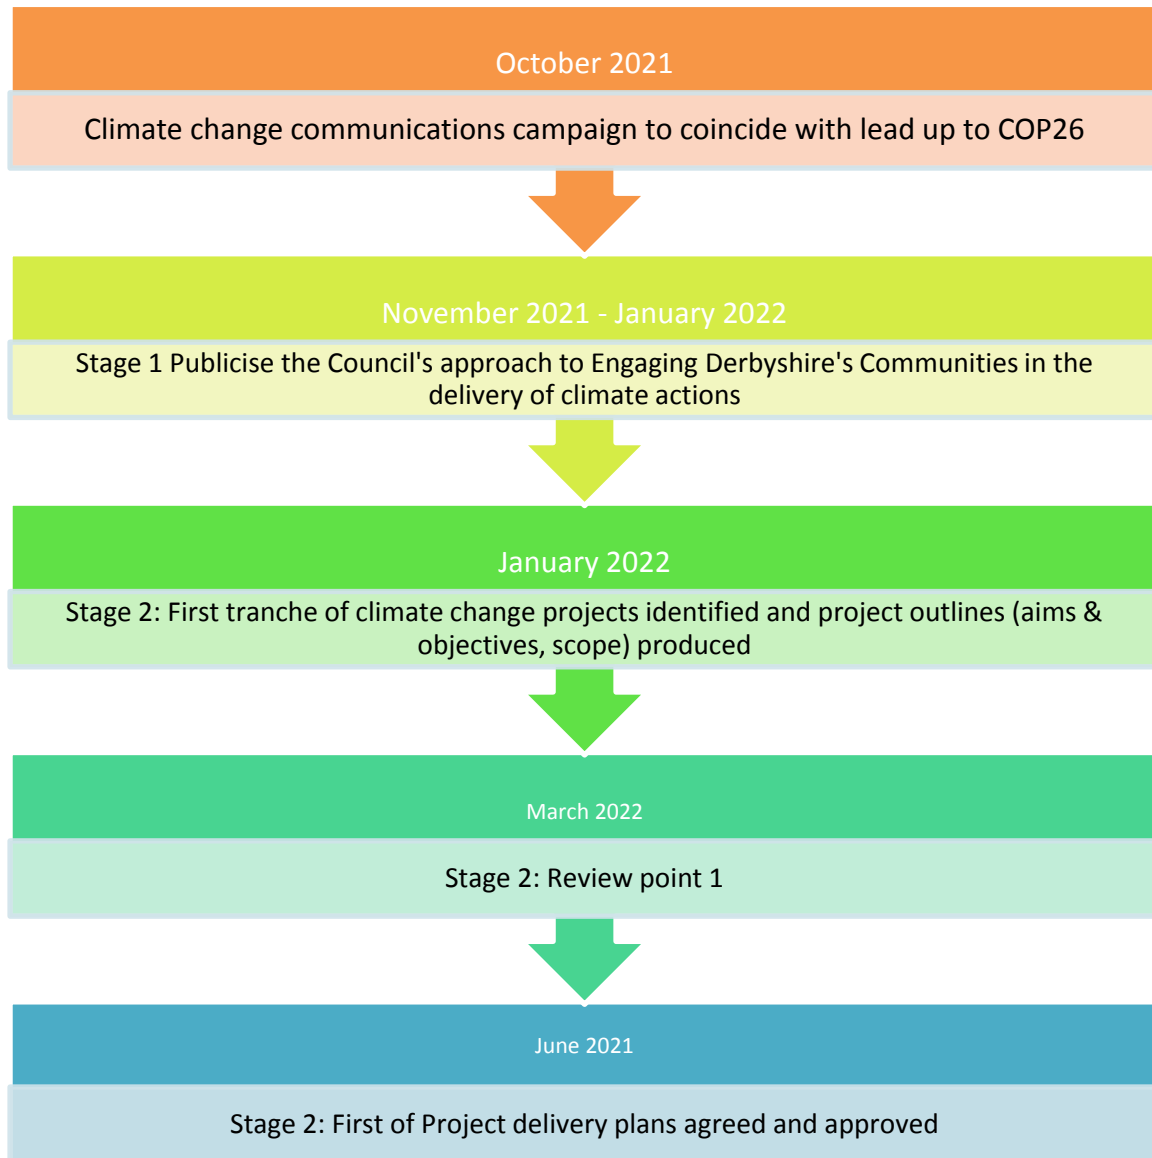 October 2021
Climate change communications campaign to coincide with lead up to COP26
November 2021 - January 2022
Stage 1 Publicise the Council's approach to Engaging Derbyshire's Communities in the
delivery of climate actions
January 2022
Stage 2: First tranche of climate change projects identified and project outlines (aims &
objectives, scope) produced
March 2022
Stage 2: Review point 1
June 2021
Stage 2: First of Project delivery plans agreed and approved